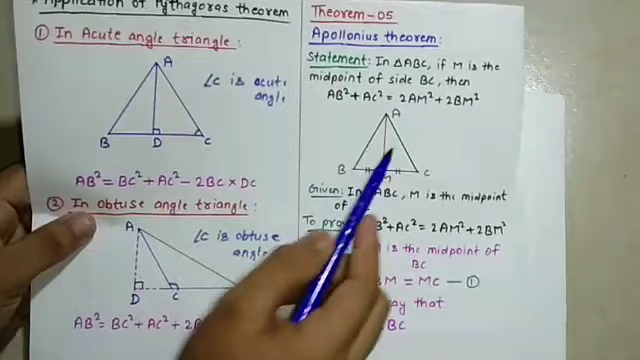 Application of Pythagoras theorem
① In Acute angle triangle :
A
∠C is acute
angle
B D C
AB² = BC² + AC² − 2BC × DC
② In obtuse angle triangle :
A
∠C is obtuse
angle
D C
AB² = BC² + AC² + 2B
Theorem-05
Apollonius theorem:
Statement: In △ABC, if M is the
midpoint of side BC, then
AB² + AC² = 2AM² + 2BM²
A
B M C
Given: In ABC, M is the midpoint
of
To prove B² + AC² = 2AM² + 2BM²
is the midpoint of
BC
BM = MC — ①
ay that
BC